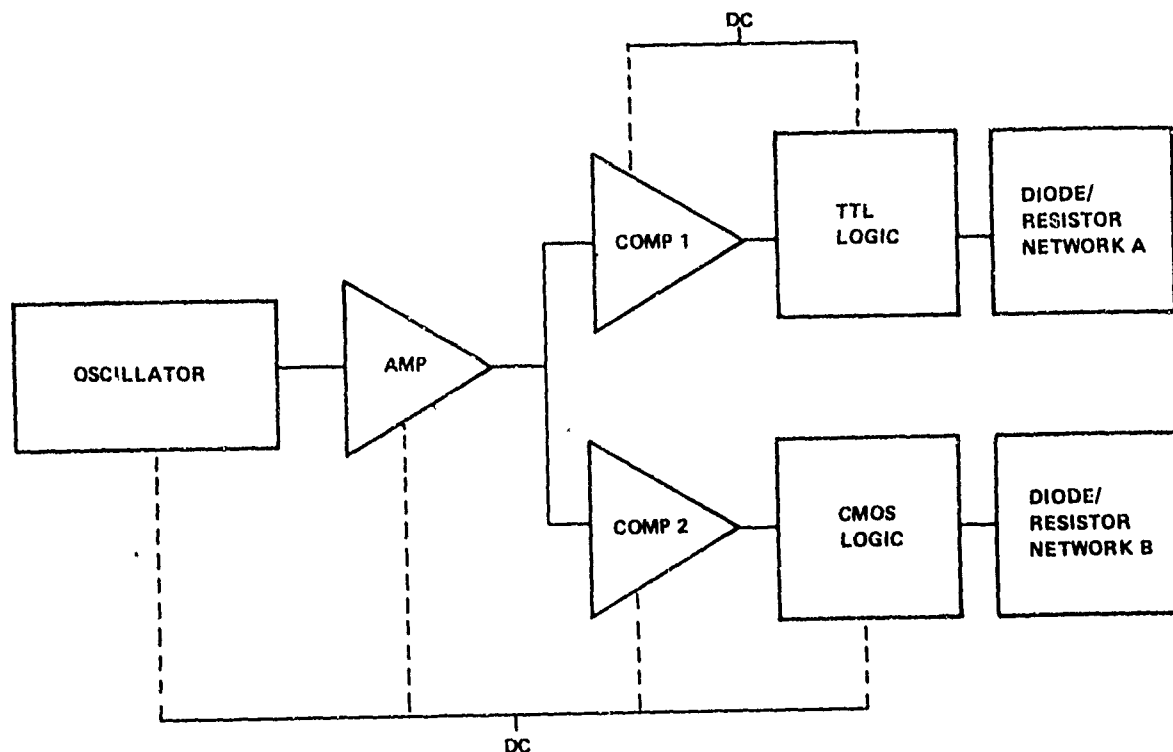 DC
COMP 1
TTL
LOGIC
DIODE/
RESISTOR
NETWORK A
OSCILLATOR
AMP
COMP 2
CMOS
LOGIC
DIODE/
RESISTOR
NETWORK B
DC